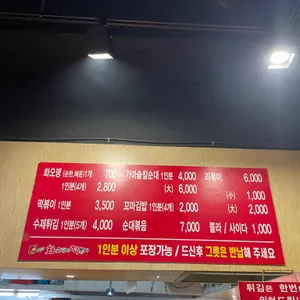 화오뎅 (순한,매콤)1개 700 가마솥찰순대 1인분 4,000 라볶이 6,000
1인분(4개) 2,800 (大) 6,000 (小) 1,000
떡볶이 1인분 3,500 꼬마김밥 1인분(4개) 2,000 (大) 2,000
수제튀김 1인분(5개) 4,000 순대볶음 7,000 콜라 / 사이다 1,000
1인분 이상 포장가능 / 드신후 그릇은 반납해 주세요
튀김은 한번